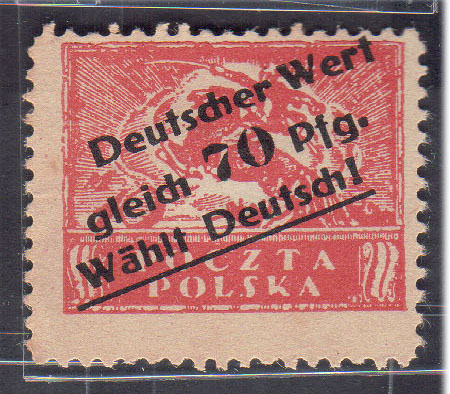 Deutscher Wert
gleich 70 Pfg.
Wählt Deutsch!
POCZTA
POLSKA